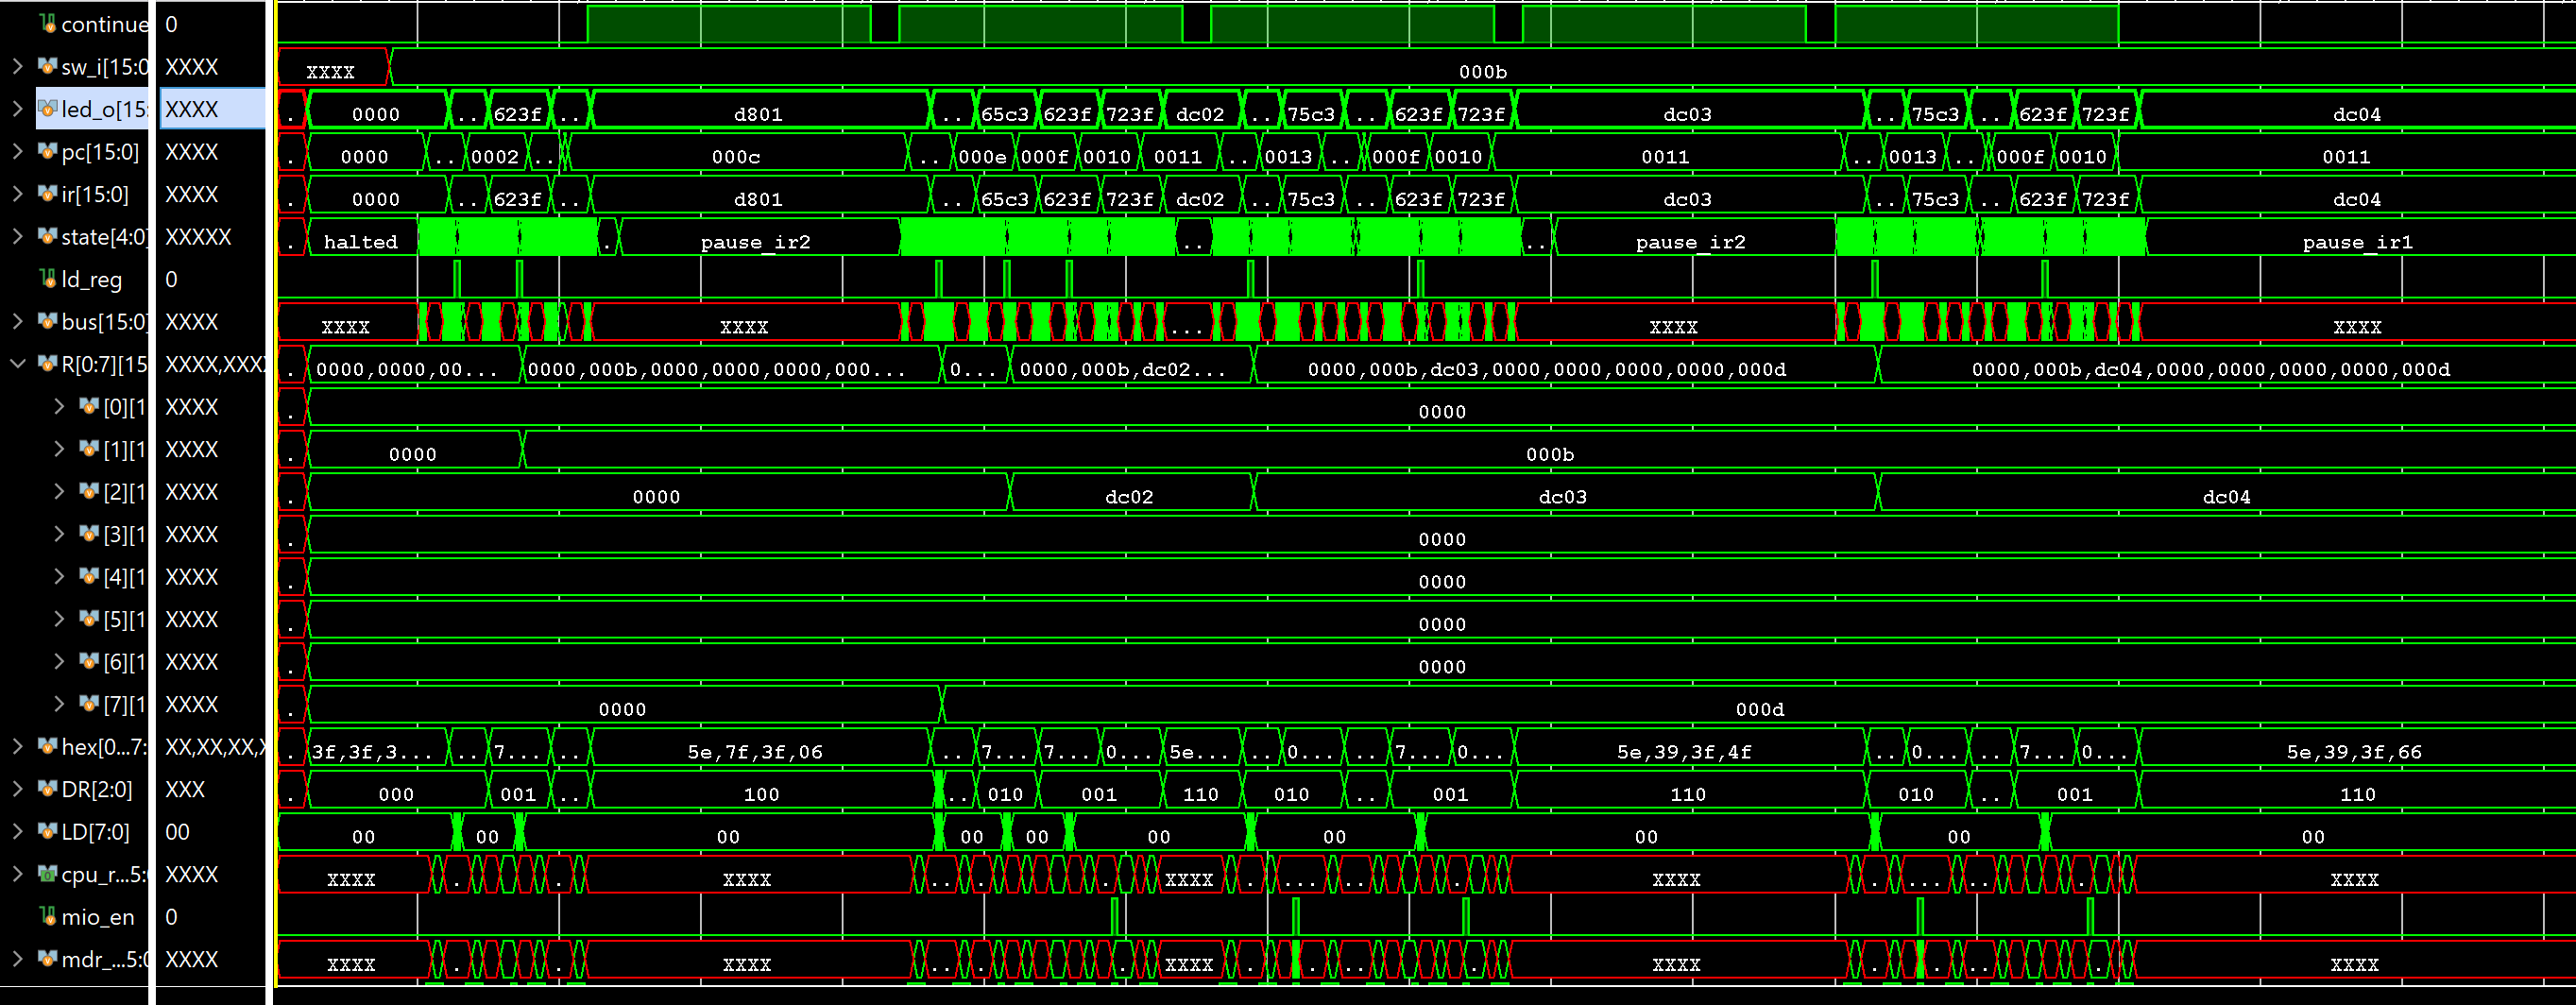 continue 0
sw_i[15:0 XXXX XXXX 000b
led_o[15: XXXX . 0000 .. 623f .. d801 .. 65c3 623f 723f dc02 .. 75c3 .. 623f 723f dc03 .. 75c3 .. 623f 723f dc04
pc[15:0] XXXX . 0000 .. 0002 .. 000c .. 000e 000f 0010 0011 .. 0013 .. 000f 0010 0011 .. 0013 .. 000f 0010 0011
ir[15:0] XXXX . 0000 .. 623f .. d801 .. 65c3 623f 723f dc02 .. 75c3 .. 623f 723f dc03 .. 75c3 .. 623f 723f dc04
state[4:0] XXXXX . halted . pause_ir2 .. .. pause_ir2 pause_ir1
ld_reg 0
bus[15:0] XXXX XXXX XXXX ... XXXX XXXX
R[0:7][15 XXXX,XXXX . 0000,0000,00... 0000,000b,0000,0000,0000,000... 0... 0000,000b,dc02... 0000,000b,dc03,0000,0000,0000,0000,000d 0000,000b,dc04,0000,0000,0000,0000,000d
[0][1 XXXX . 0000
[1][1 XXXX . 0000 000b
[2][1 XXXX . 0000 dc02 dc03 dc04
[3][1 XXXX . 0000
[4][1 XXXX . 0000
[5][1 XXXX . 0000
[6][1 XXXX . 0000
[7][1 XXXX . 0000 000d
hex[0...7: XX,XX,XX,X . 3f,3f,3... .. 7... .. 5e,7f,3f,06 .. 7... 7... 0... 5e... .. 0... .. 7... 0... 5e,39,3f,4f .. 0... .. 7... 0... 5e,39,3f,66
DR[2:0] XXX . 000 001 .. 100 .. 010 001 110 010 .. 001 110 010 .. 001 110
LD[7:0] 00 00 00 00 00 00 00 00 00 00 00
cpu_r...5:0 XXXX XXXX . . XXXX .. . . XXXX . ... .. . XXXX . ... .. . XXXX
mio_en 0
mdr_...5:0 XXXX XXXX . . XXXX .. . . XXXX . . .. . XXXX . . .. . XXXX